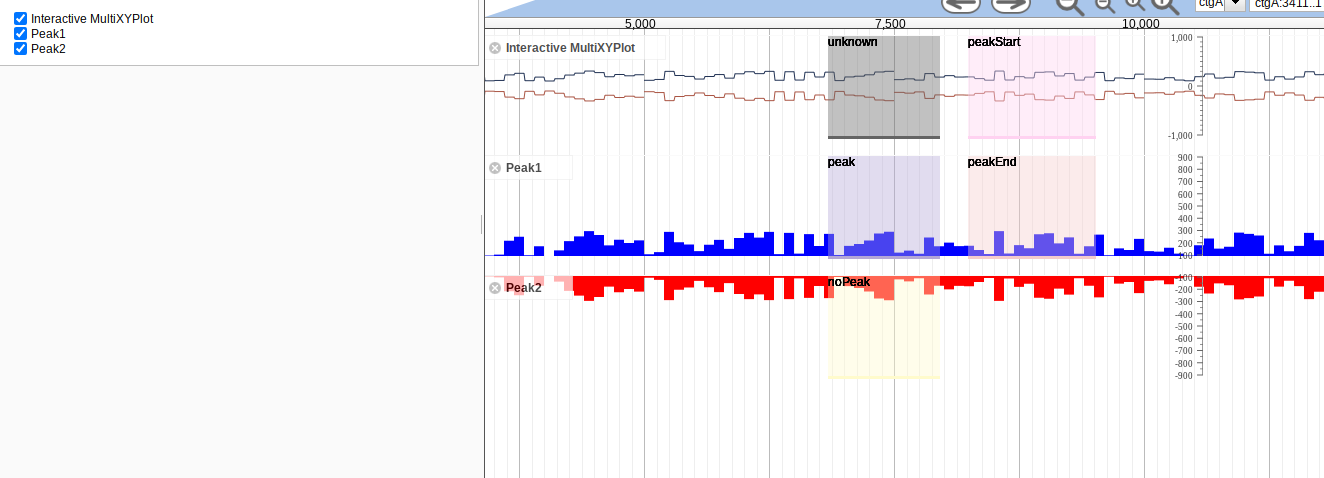 Interactive MultiXYPlot
Peak1
Peak2
ctgA
ctgA:3411..1
5,000
7,500
10,000
Interactive MultiXYPlot
unknown
peakStart
1,000
0
-1,000
Peak1
peak
peakEnd
900
800
700
600
500
400
300
200
100
Peak2
noPeak
-100
-200
-300
-400
-500
-600
-700
-800
-900